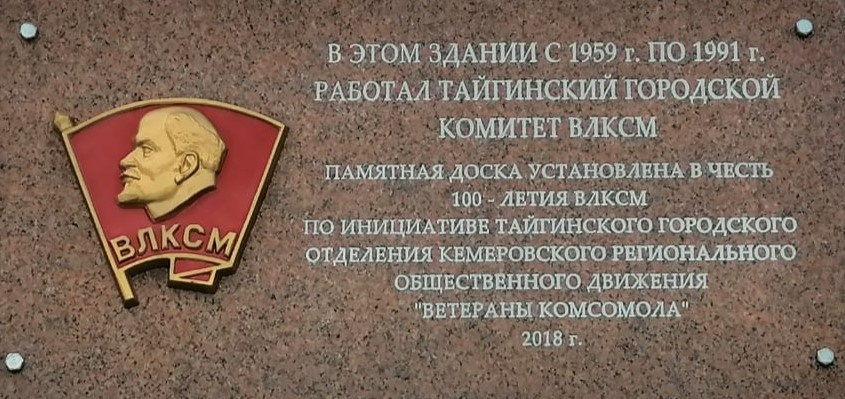 ВЛКСМ
В ЭТОМ ЗДАНИИ С 1959 г. ПО 1991 г.
РАБОТАЛ ТАЙГИНСКИЙ ГОРОДСКОЙ
КОМИТЕТ ВЛКСМ
ПАМЯТНАЯ ДОСКА УСТАНОВЛЕНА В ЧЕСТЬ
100 - ЛЕТИЯ ВЛКСМ
ПО ИНИЦИАТИВЕ ТАЙГИНСКОГО ГОРОДСКОГО
ОТДЕЛЕНИЯ КЕМЕРОВСКОГО РЕГИОНАЛЬНОГО
ОБЩЕСТВЕННОГО ДВИЖЕНИЯ
"ВЕТЕРАНЫ КОМСОМОЛА"
2018 г.